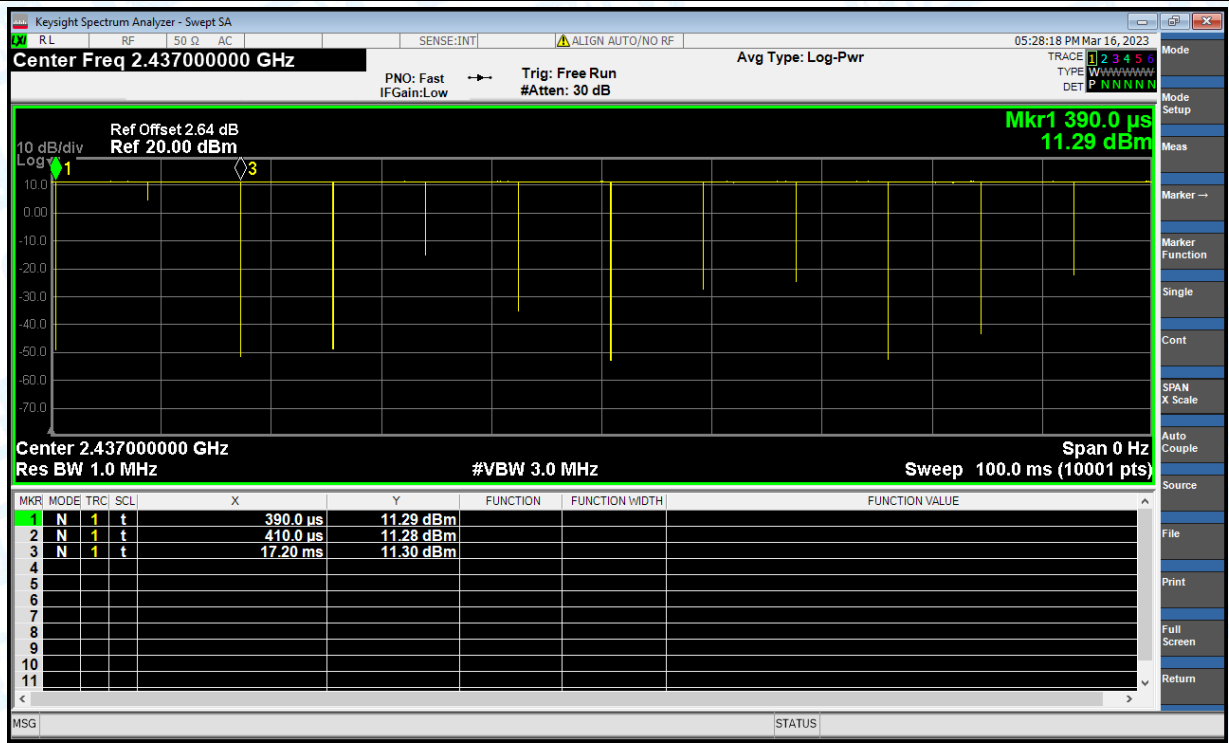 Keysight Spectrum Analyzer - Swept SA
LXI RL RF 50 Ω AC SENSE:INT ALIGN AUTO/NO RF 05:28:18 PM Mar 16, 2023
Center Freq 2.437000000 GHz
PNO: Fast
IFGain:Low
Trig: Free Run
#Atten: 30 dB
Avg Type: Log-Pwr
TRACE 1 2 3 4 5 6
TYPE WWWWWWW
DET P N N N N N
Ref Offset 2.64 dB
10 dB/div Ref 20.00 dBm
Log
Mkr1 390.0 µs
11.29 dBm
1
3
10.0
0.00
-10.0
-20.0
-30.0
-40.0
-50.0
-60.0
-70.0
Center 2.437000000 GHz Span 0 Hz
Res BW 1.0 MHz #VBW 3.0 MHz Sweep 100.0 ms (10001 pts)
MKR MODE TRC SCL X Y FUNCTION FUNCTION WIDTH FUNCTION VALUE
1 N 1 t 390.0 µs 11.29 dBm
2 N 1 t 410.0 µs 11.28 dBm
3 N 1 t 17.20 ms 11.30 dBm
4
5
6
7
8
9
10
11
MSG STATUS
Mode
Mode
Setup
Meas
Marker →
Marker
Function
Single
Cont
SPAN
X Scale
Auto
Couple
Source
File
Print
Full
Screen
Return